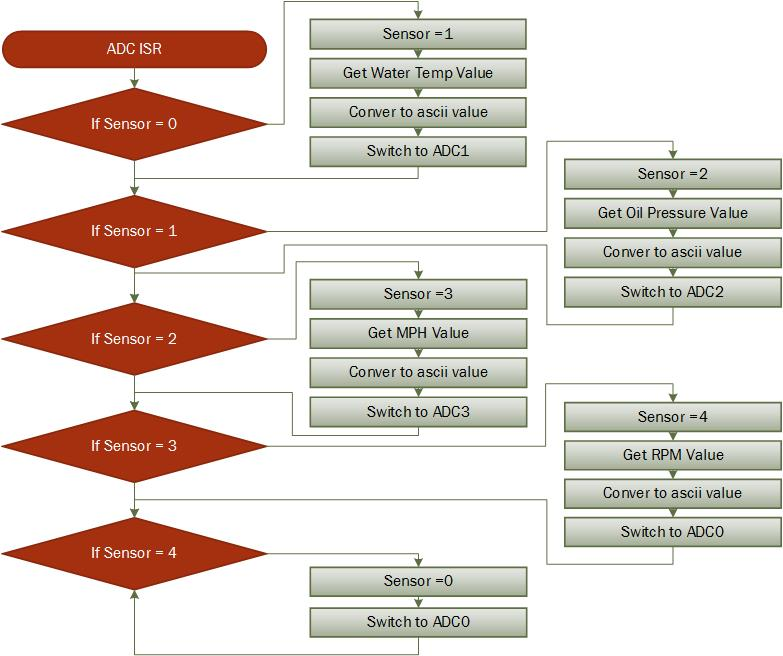 ADC ISR
If Sensor = 0
Sensor =1
Get Water Temp Value
Conver to ascii value
Switch to ADC1
If Sensor = 1
Sensor =2
Get Oil Pressure Value
Conver to ascii value
Switch to ADC2
If Sensor = 2
Sensor =3
Get MPH Value
Conver to ascii value
Switch to ADC3
If Sensor = 3
Sensor =4
Get RPM Value
Conver to ascii value
Switch to ADC0
If Sensor = 4
Sensor =0
Switch to ADC0